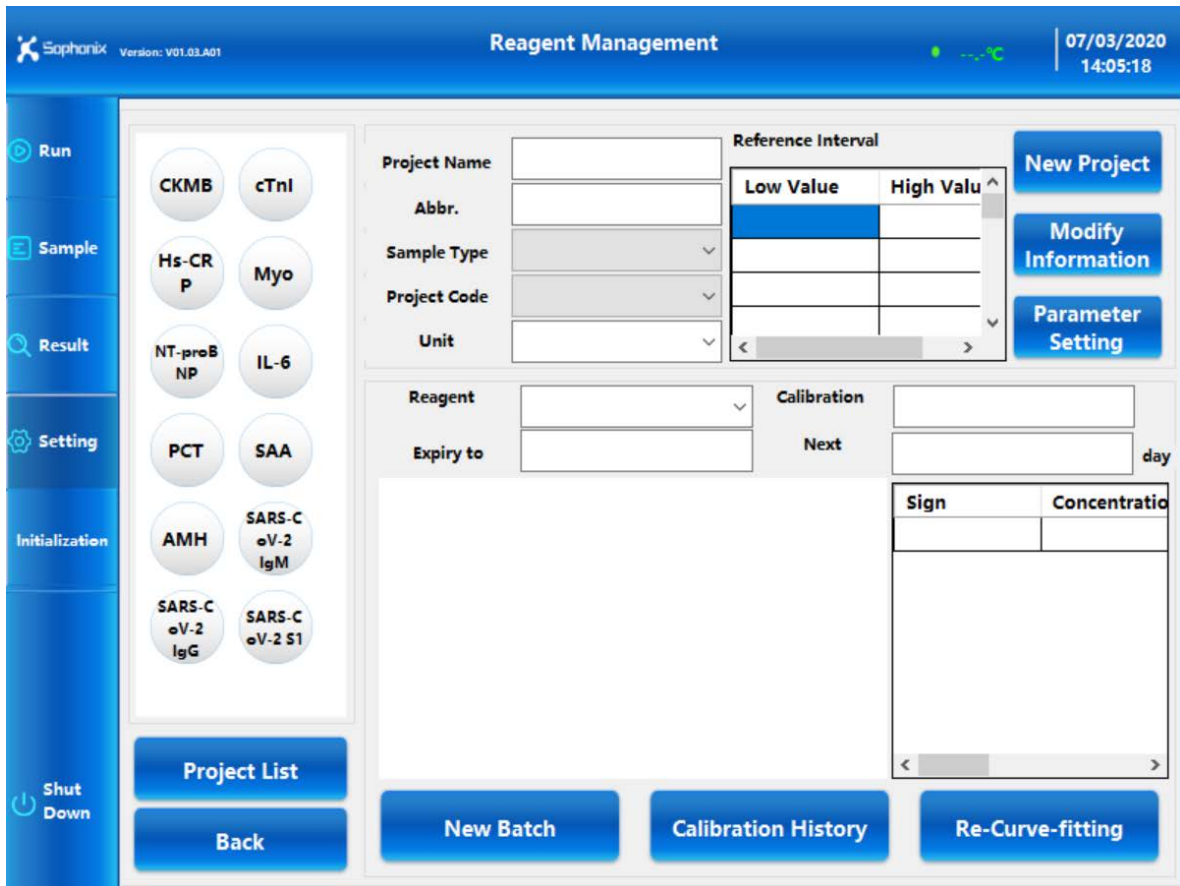 Sophonix Version: V01.03.A01
Reagent Management
--.-℃
07/03/2020
14:05:18
Run
Sample
Result
Setting
Initialization
Shut
Down
CKMB
cTnI
Hs-CR
P
Myo
NT-proB
NP
IL-6
PCT
SAA
AMH
SARS-C
oV-2
IgM
SARS-C
oV-2
IgG
SARS-C
oV-2 S1
Project List
Back
Project Name
Abbr.
Sample Type
Project Code
Unit
Reference Interval
Low Value High Valu
New Project
Modify
Information
Parameter
Setting
Reagent
Expiry to
Calibration
Next
day
Sign Concentratio
New Batch
Calibration History
Re-Curve-fitting